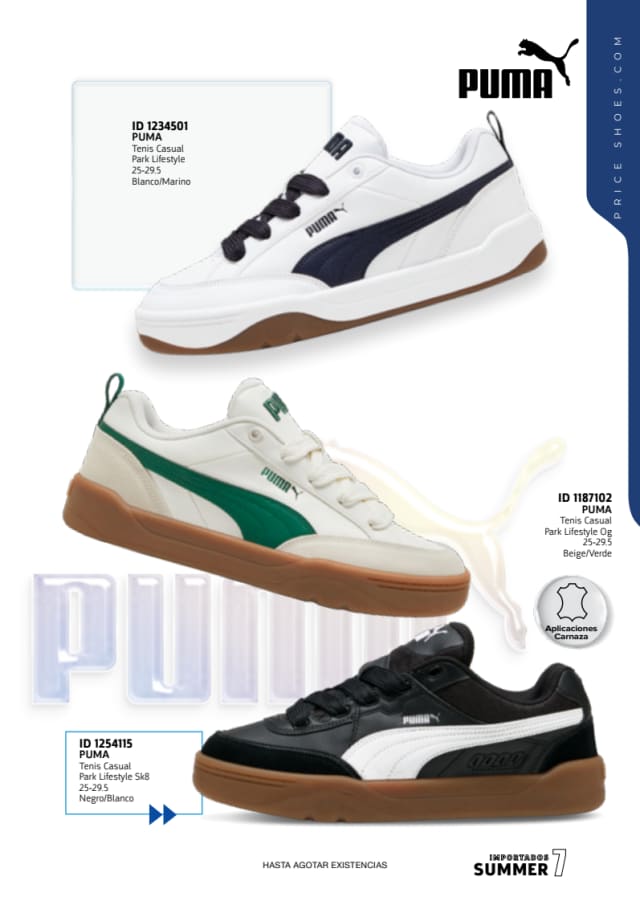 PUMA
PRICE SHOES.COM
ID 1234501
PUMA
Tenis Casual
Park Lifestyle
25-29.5
Blanco/Marino
PUMA
PUMA
ID 1187102
PUMA
Tenis Casual
Park Lifestyle Og
25-29.5
Beige/Verde
Aplicaciones
Carnaza
PUMA
ID 1254115
PUMA
Tenis Casual
Park Lifestyle Sk8
25-29.5
Negro/Blanco
HASTA AGOTAR EXISTENCIAS
IMPORTADOS
SUMMER 7